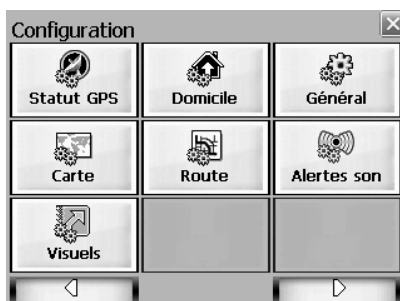 Configuration
Statut GPS
Domicile
Général
Carte
Route
Alertes son
Visuels